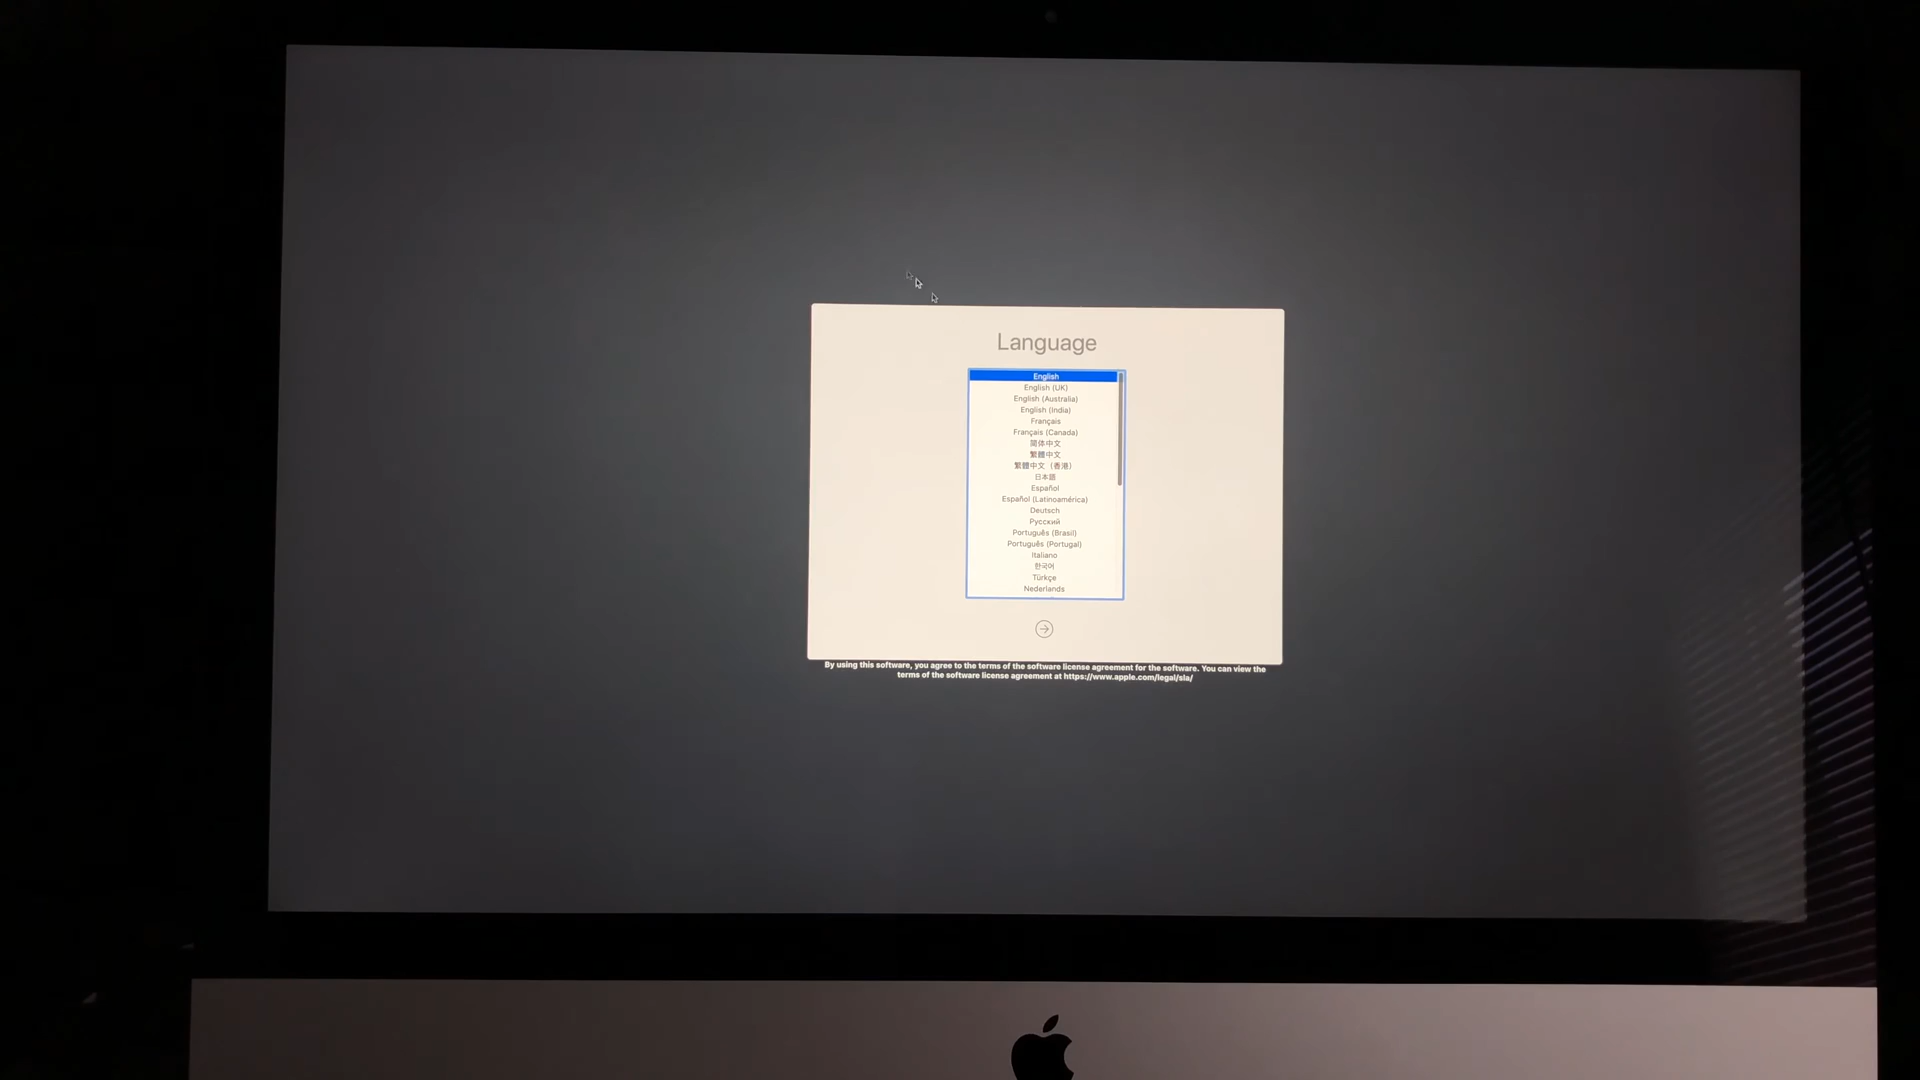 Language
English
English (UK)
English (Australia)
English (India)
Français
Français (Canada)
简体中文
繁體中文
繁體中文（香港）
日本語
Español
Español (Latinoamérica)
Deutsch
Русский
Português (Brasil)
Português (Portugal)
Italiano
한국어
Türkçe
Nederlands
By using this software, you agree to the terms of the software license agreement for the software. You can view the
terms of the software license agreement at https://www.apple.com/legal/sla/